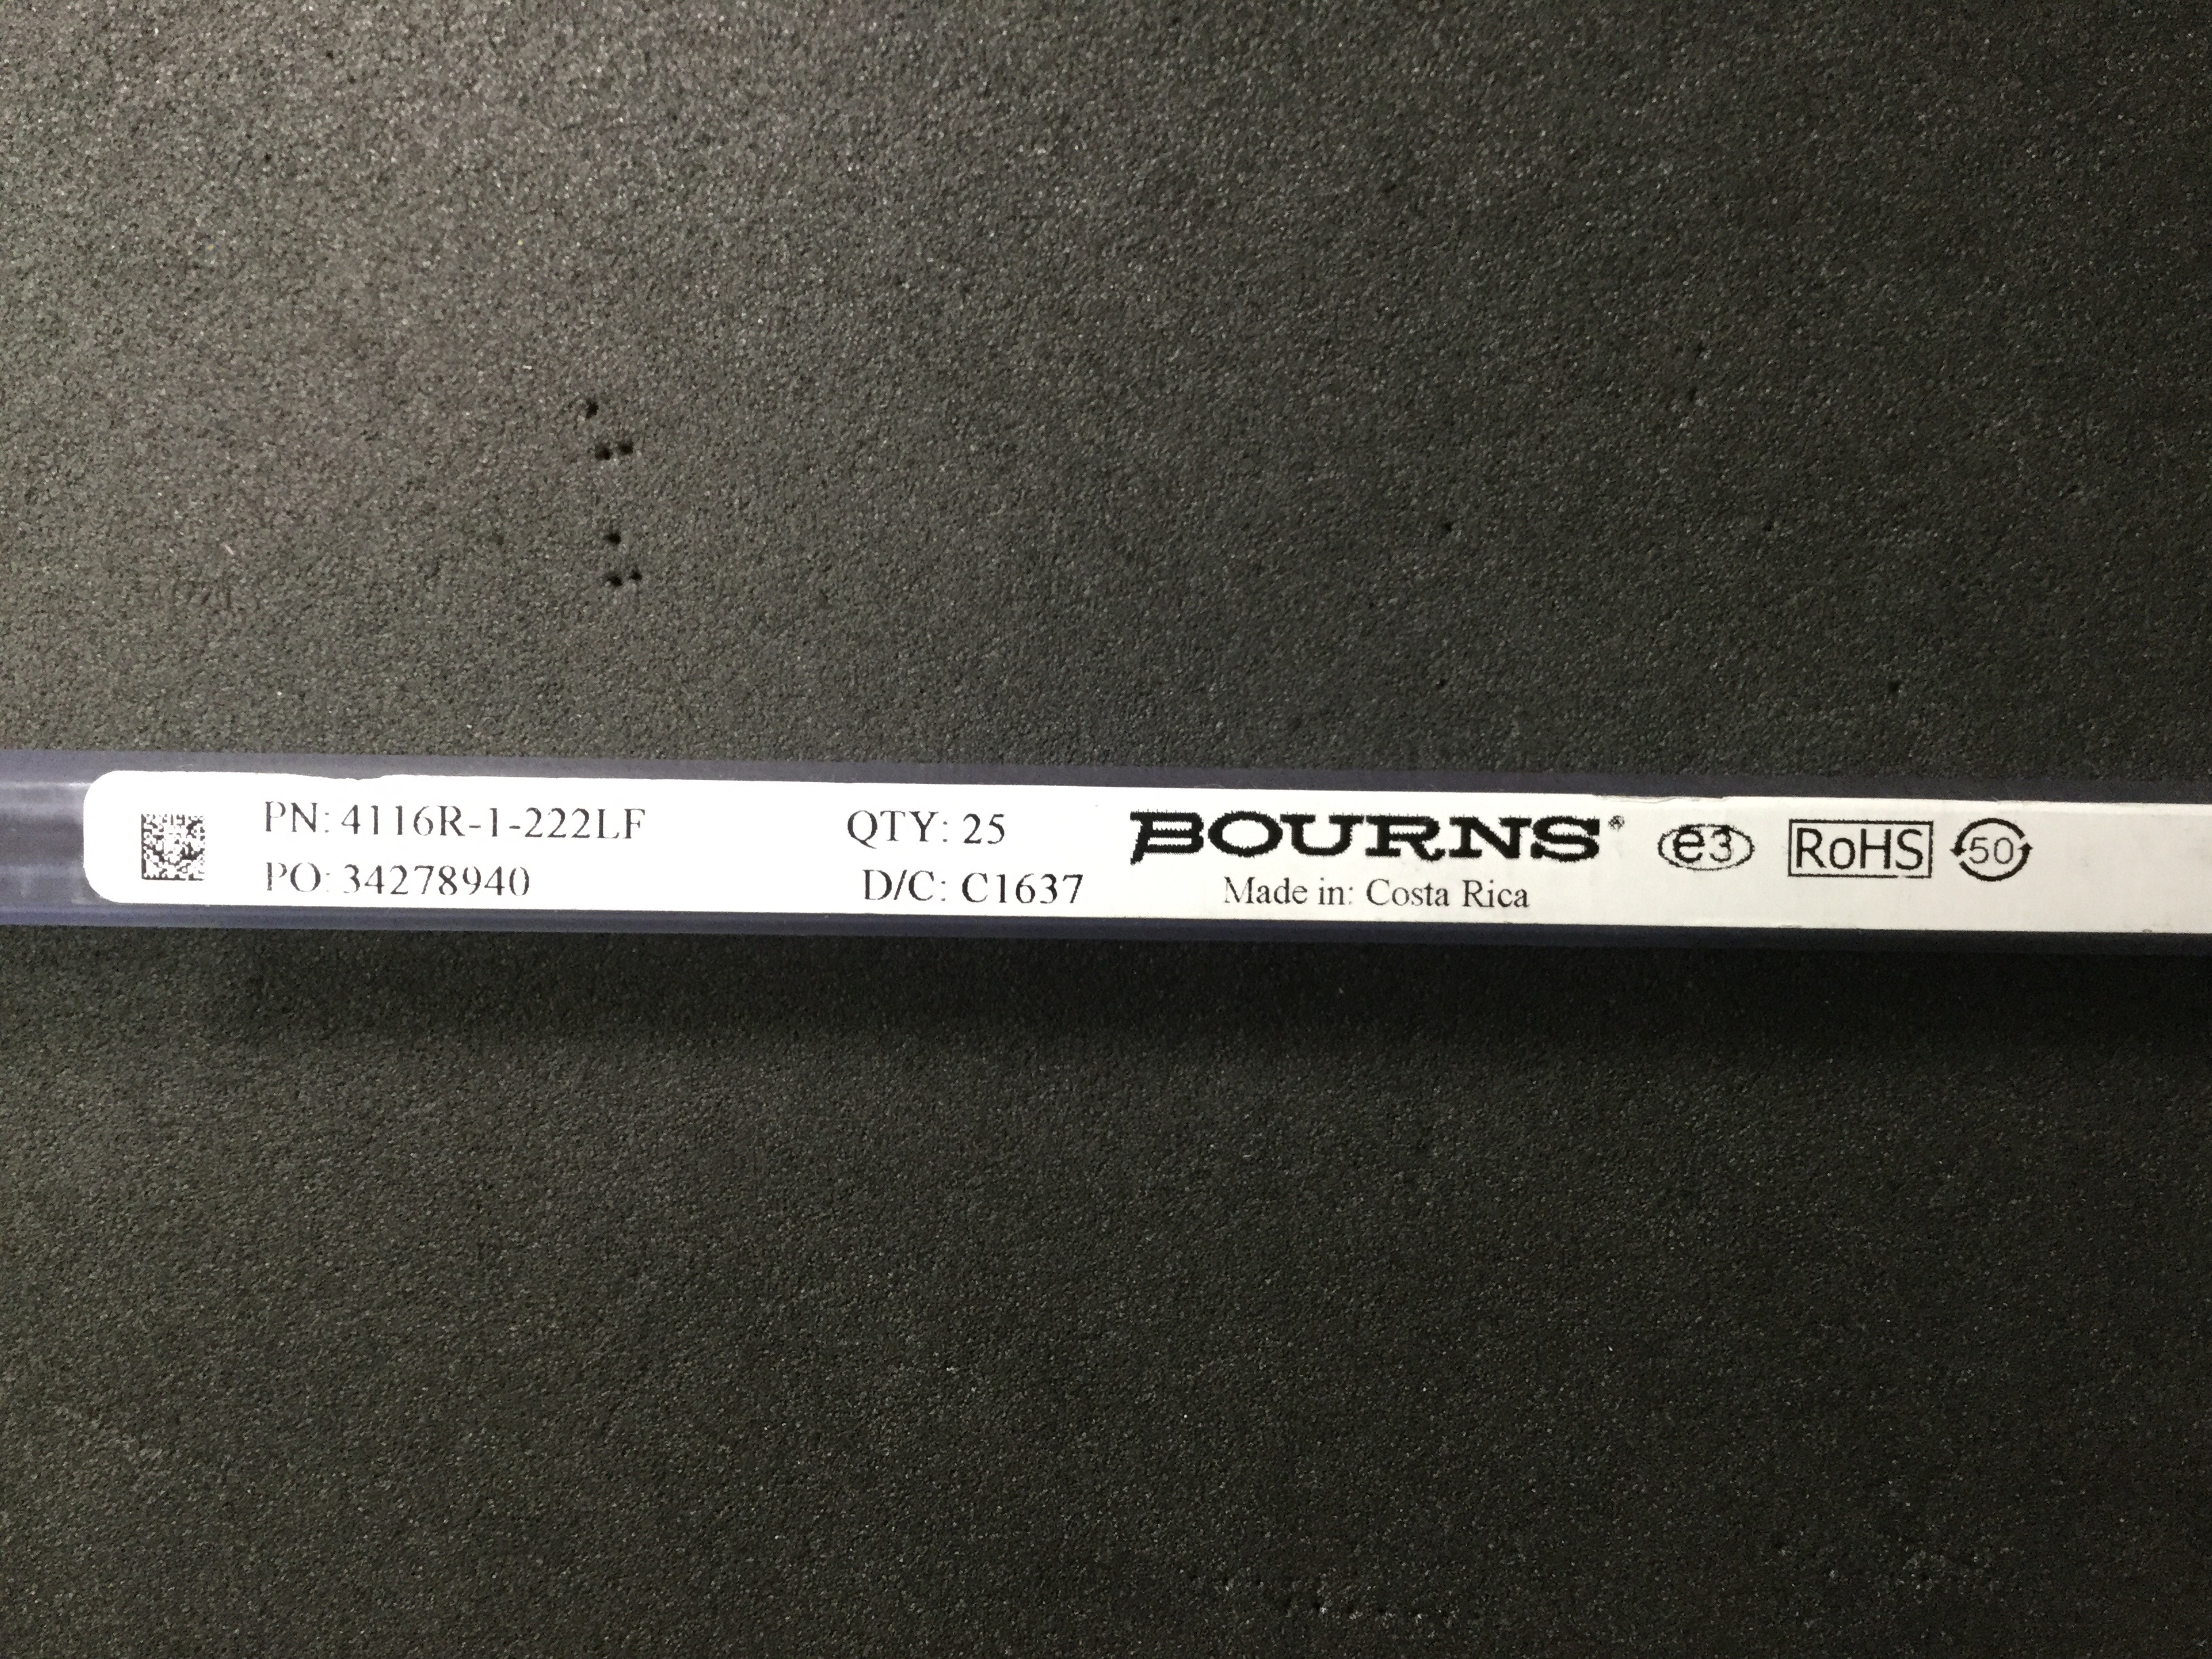 PN: 4116R-1-222LF
PO: 34278940
QTY: 25
D/C: C1637
BOURNS®
Made in: Costa Rica
e3
RoHS
50